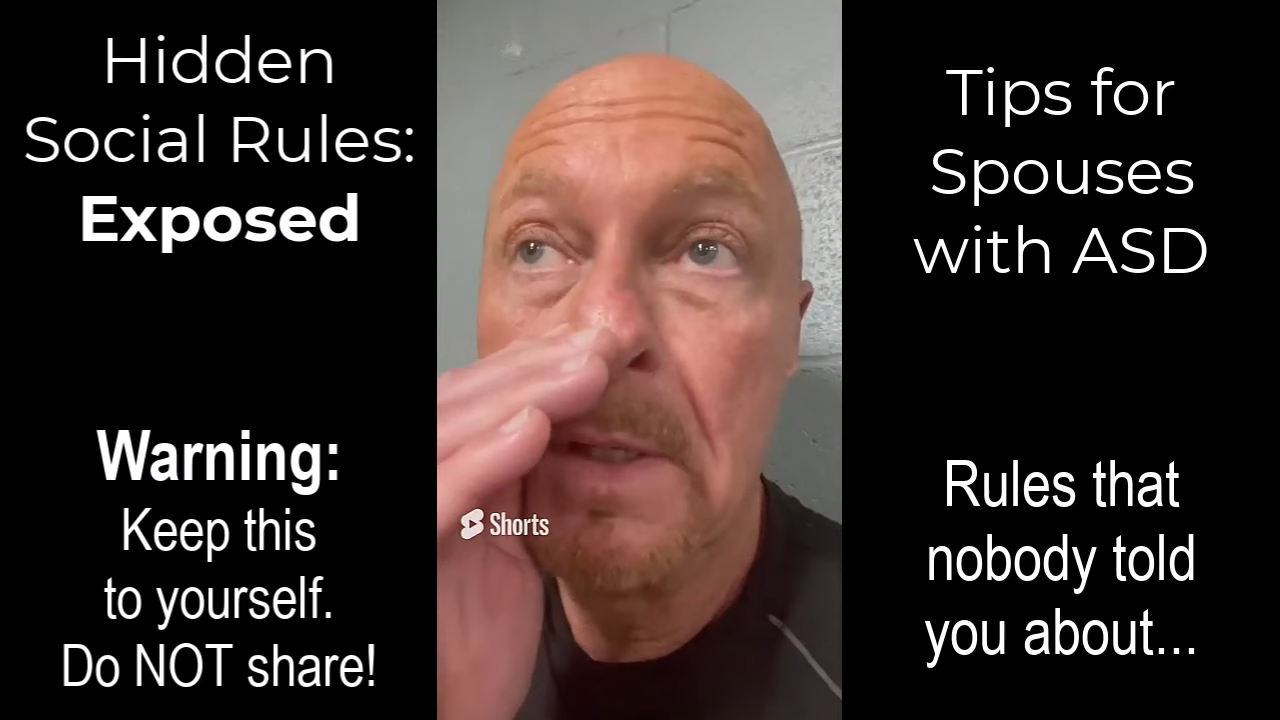 Hidden
Social Rules:
Exposed
Warning:
Keep this
to yourself.
Do NOT share!
Shorts
Tips for
Spouses
with ASD
Rules that
nobody told
you about...